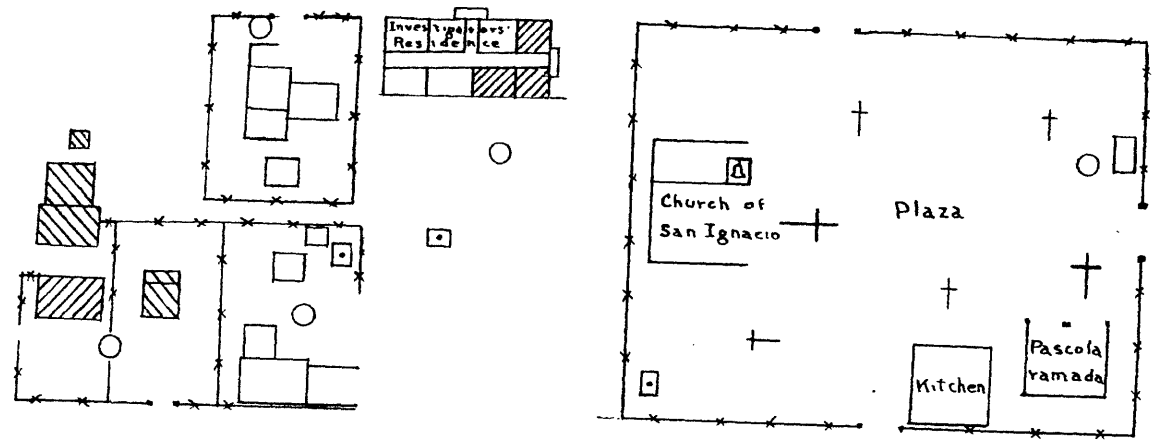 Investigators'
Residence
Church of
San Ignacio
Plaza
Kitchen
Pascola
ramada